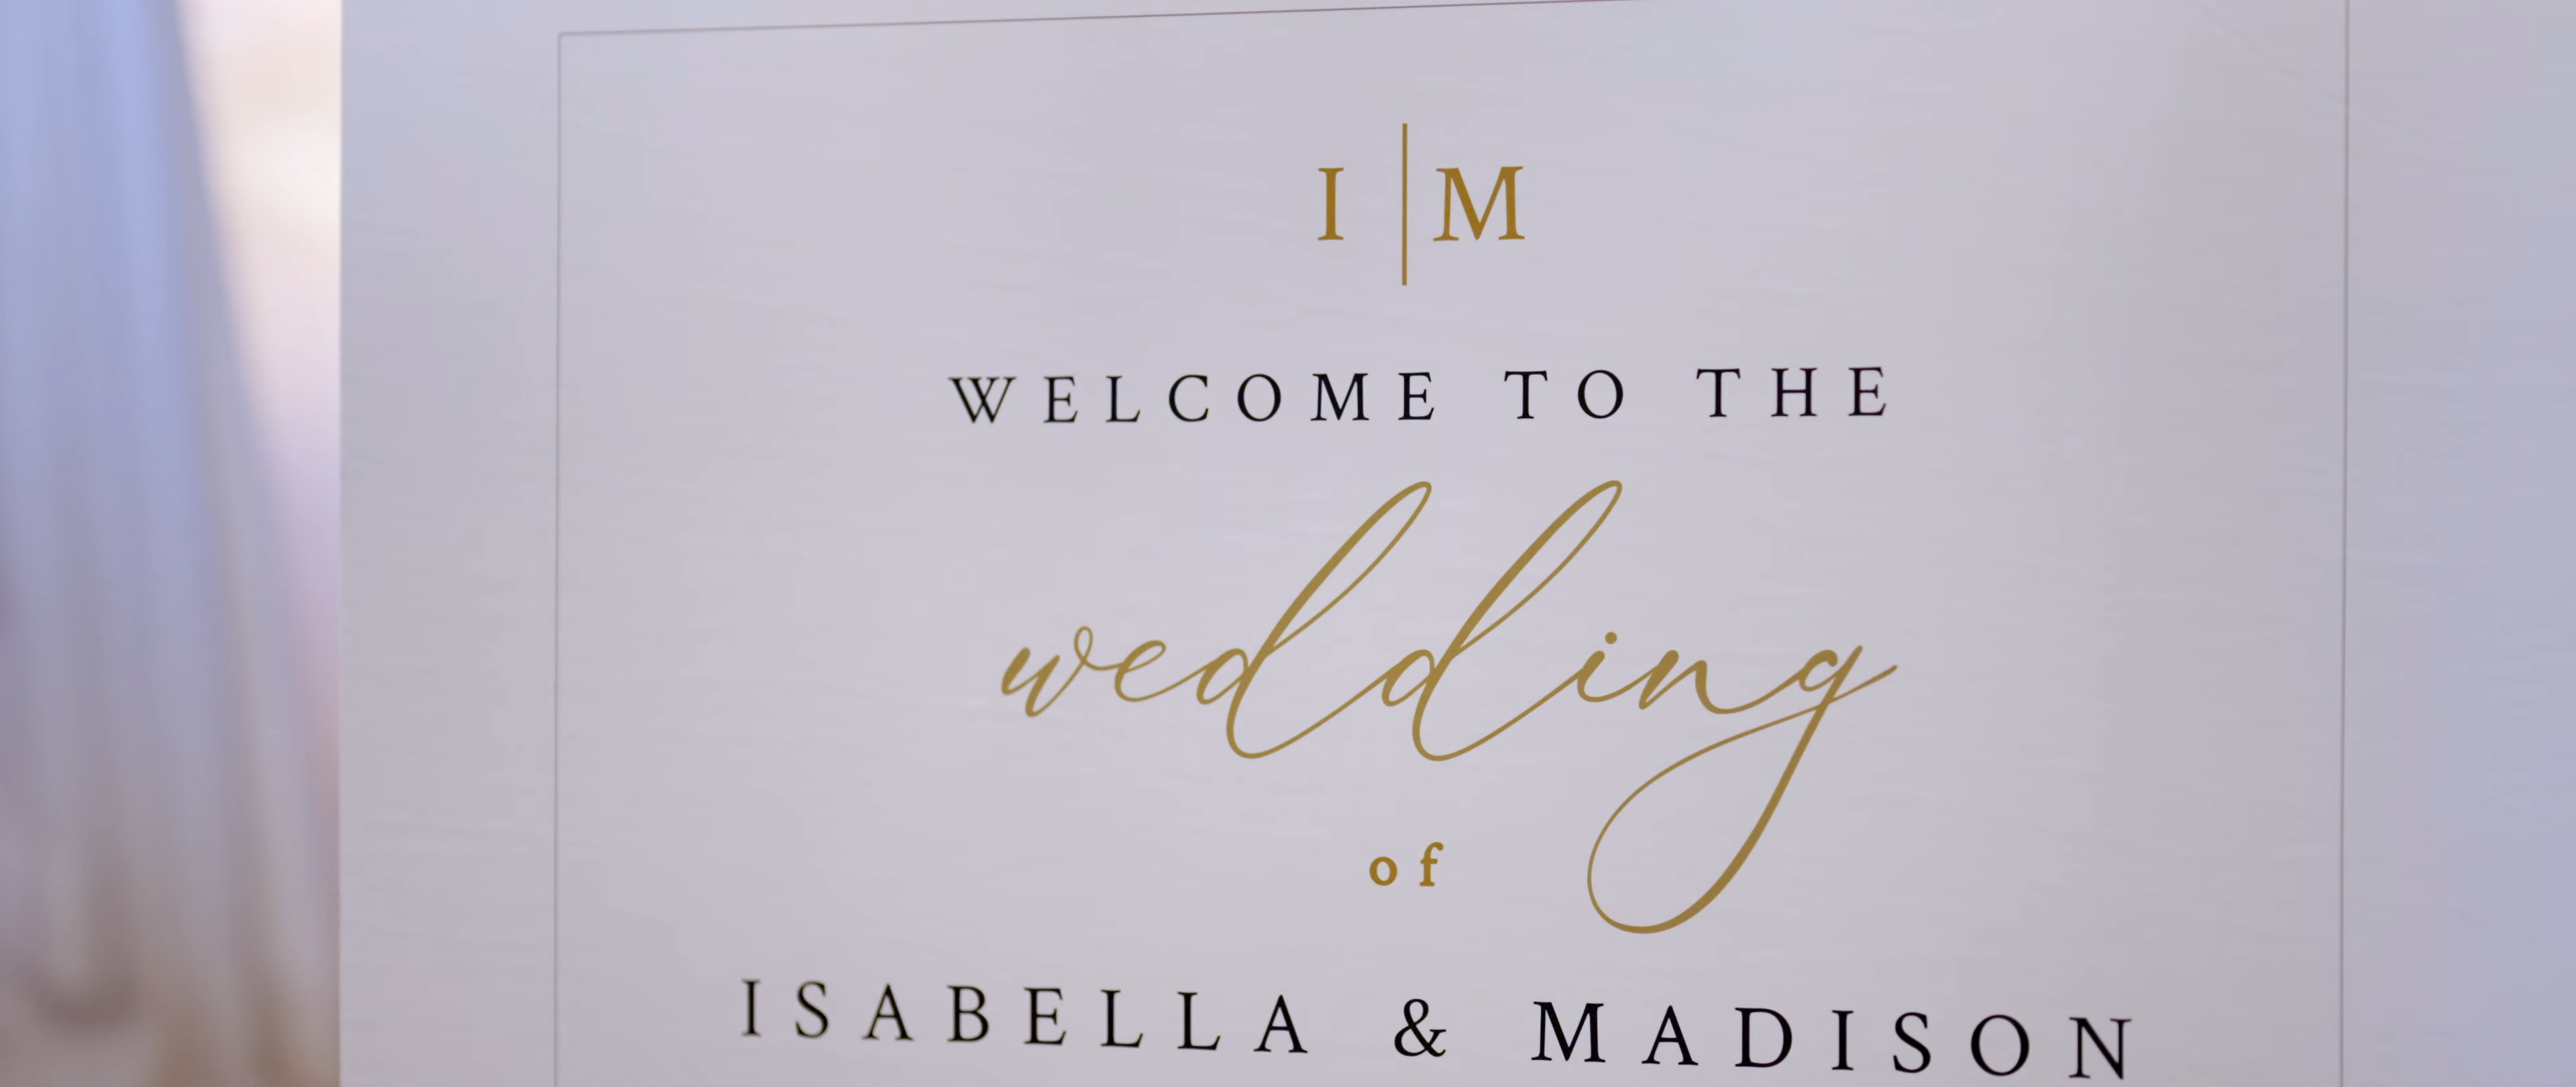 I | M
WELCOME TO THE
wedding
of
ISABELLA & MADISON